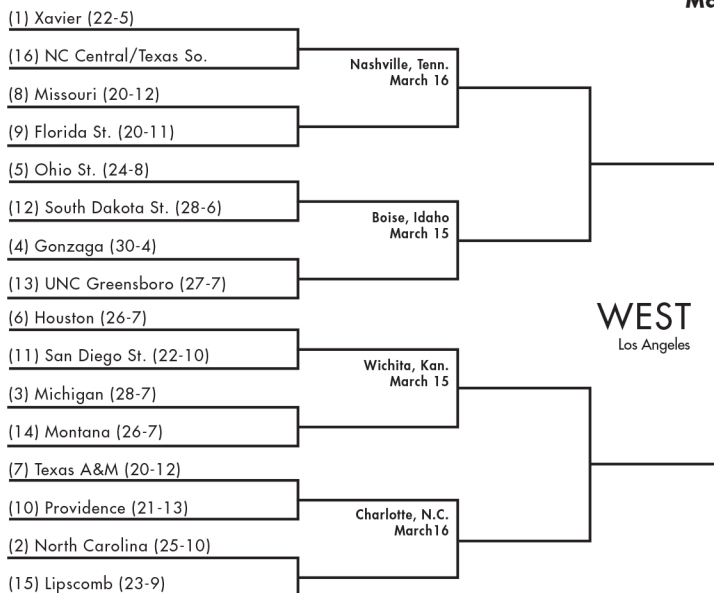 (1) Xavier (22-5)
(16) NC Central/Texas So.
Nashville, Tenn.
March 16
(8) Missouri (20-12)
(9) Florida St. (20-11)
(5) Ohio St. (24-8)
(12) South Dakota St. (28-6)
Boise, Idaho
March 15
(4) Gonzaga (30-4)
(13) UNC Greensboro (27-7)
WEST
Los Angeles
(6) Houston (26-7)
(11) San Diego St. (22-10)
Wichita, Kan.
March 15
(3) Michigan (28-7)
(14) Montana (26-7)
(7) Texas A&M (20-12)
(10) Providence (21-13)
Charlotte, N.C.
March16
(2) North Carolina (25-10)
(15) Lipscomb (23-9)